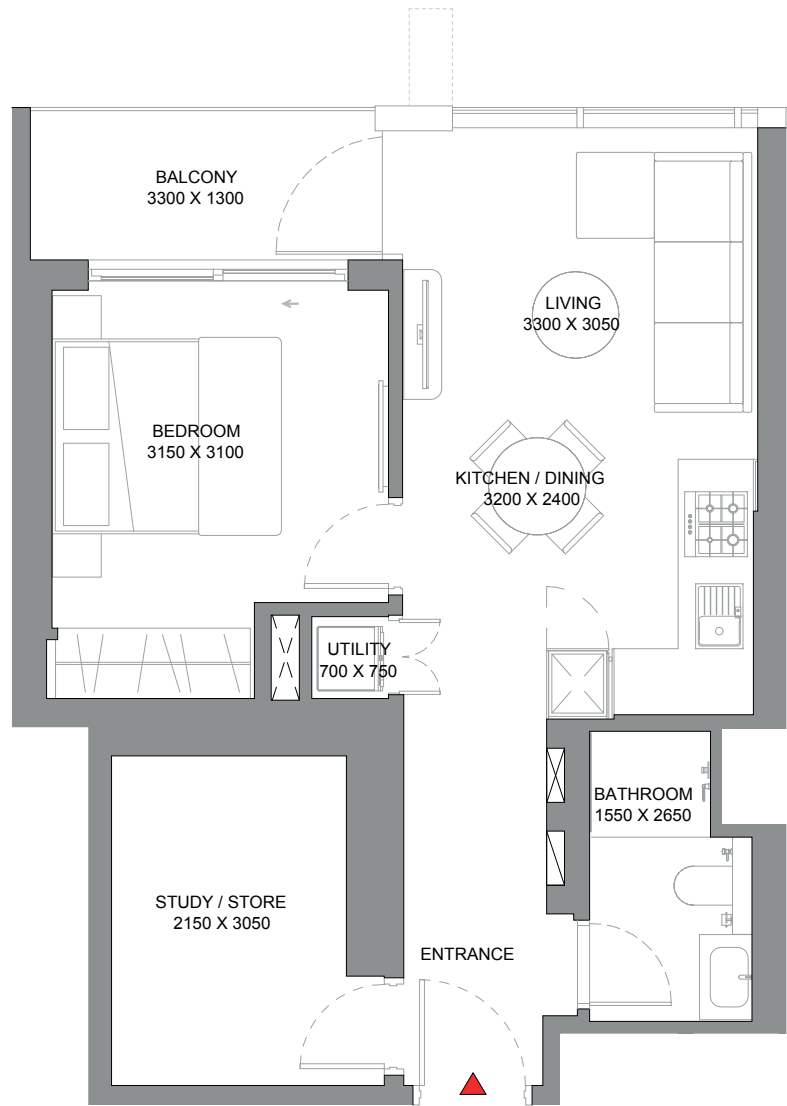 BALCONY
3300 X 1300
LIVING
3300 X 3050
BEDROOM
3150 X 3100
KITCHEN / DINING
3200 X 2400
UTILITY
700 X 750
BATHROOM
1550 X 2650
STUDY / STORE
2150 X 3050
ENTRANCE